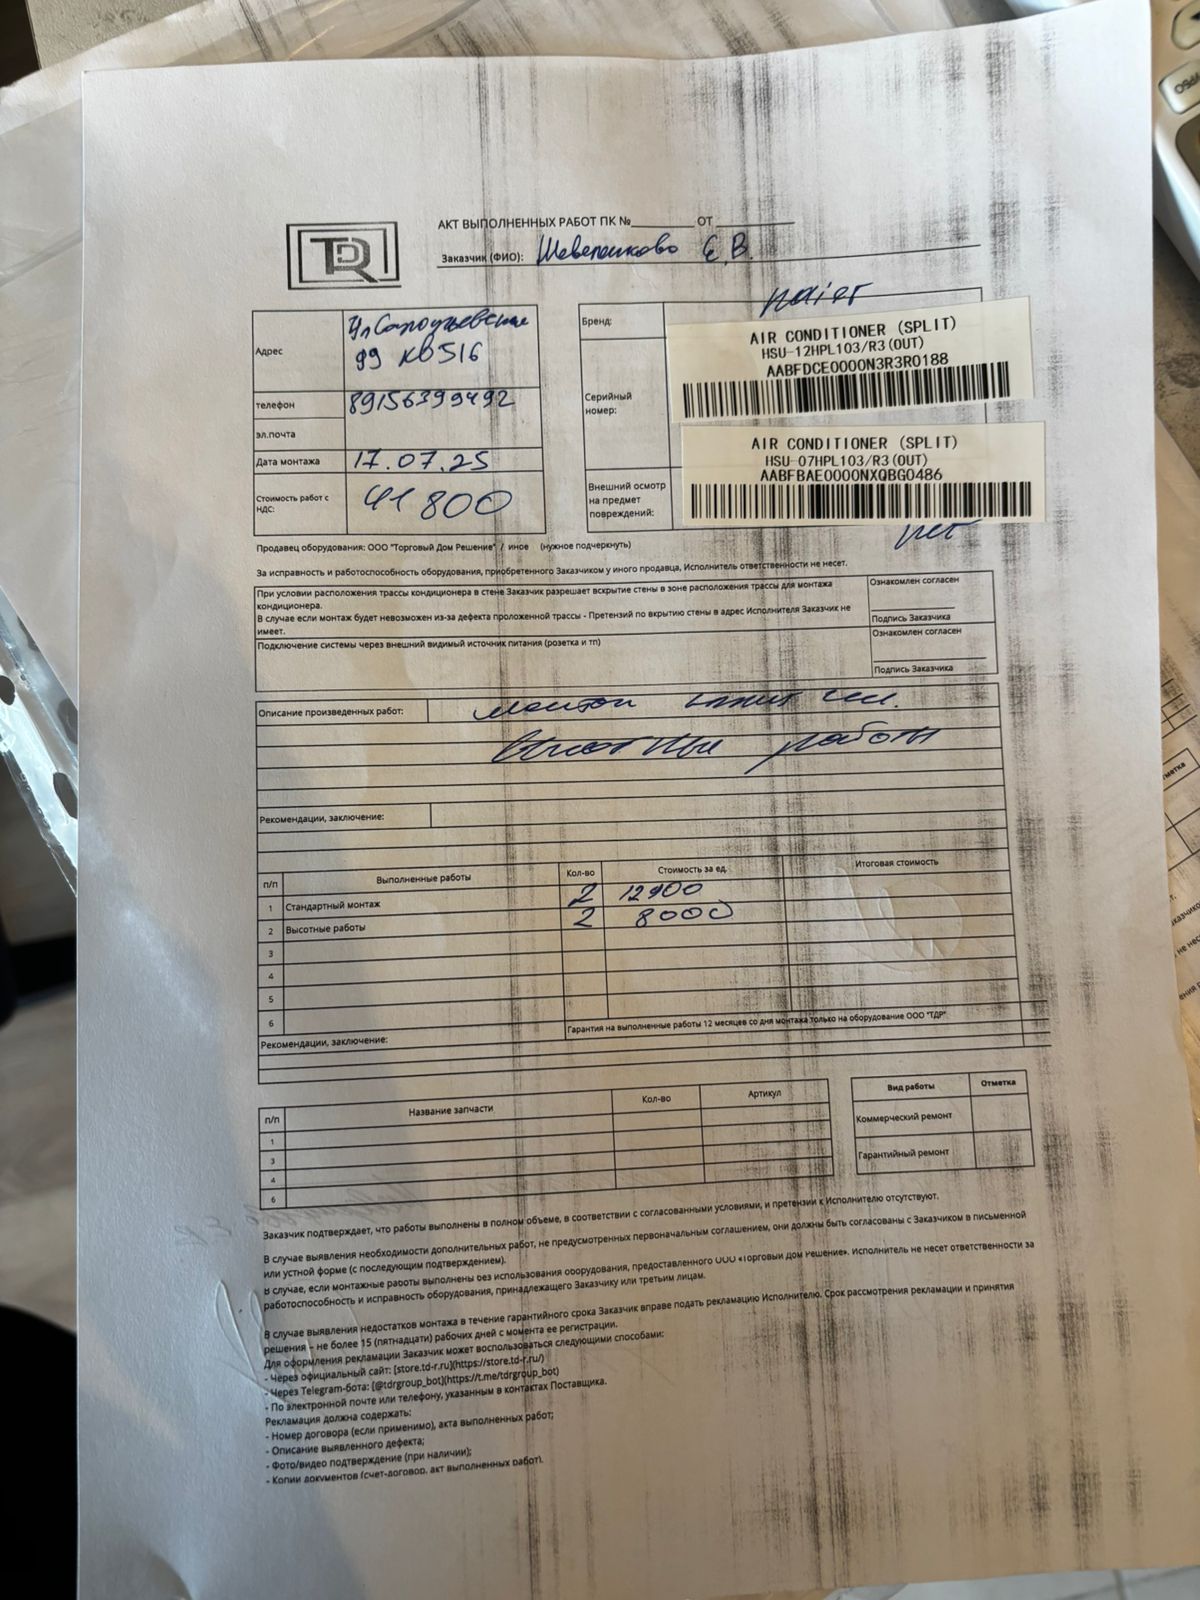 TDR
АКТ ВЫПОЛНЕННЫХ РАБОТ ПК №________ ОТ ________
Заказчик (ФИО): Е.В.
Адрес
Ул
99 кв 516
телефон 89156399492
эл.почта
Дата монтажа 17.07.25
Стоимость работ с НДС: 41 800
Бренд: haier
Серийный номер:
AIR CONDITIONER (SPLIT)
HSU-12HPL103/R3(OUT)
AABFDCE0000N3R3R0188
AIR CONDITIONER (SPLIT)
HSU-07HPL103/R3(OUT)
AABFBAE0000NXQBG0486
Внешний осмотр на предмет повреждений: нет
Продавец оборудования: ООО "Торговый Дом Решение" / иное (нужное подчеркнуть)
За исправность и работоспособность оборудования, приобретенного Заказчиком у иного продавца, Исполнитель ответственности не несет.
При условии расположения трассы кондиционера в стене Заказчик разрешает вскрытие стены в зоне расположения трассы для монтажа
кондиционера.
В случае если монтаж будет невозможен из-за дефекта проложенной трассы - Претензий по вкрытию стены в адрес Исполнителя Заказчик не
имеет.
Ознакомлен согласен
Подпись Заказчика
Подключение системы через внешний видимый источник питания (розетка и тп)
Ознакомлен согласен
Подпись Заказчика
Описание произведенных работ: монтаж сплит сист.
Высотные работы
Рекомендации, заключение:
п/п Выполненные работы Кол-во Стоимость за ед. Итоговая стоимость
1 Стандартный монтаж 2 12900
2 Высотные работы 2 8000
3
4
5
6
Гарантия на выполненные работы 12 месяцев со дня монтажа только на оборудование ООО "ТДР"
Рекомендации, заключение:
п/п Название запчасти Кол-во Артикул
1
3
4
6
Вид работы Отметка
Коммерческий ремонт
Гарантийный ремонт
Заказчик подтверждает, что работы выполнены в полном объеме, в соответствии с согласованными условиями, и претензии к Исполнителю отсутствуют.
В случае выявления необходимости дополнительных работ, не предусмотренных первоначальным соглашением, они должны быть согласованы с Заказчиком в письменной
или устной форме (с последующим подтверждением).
В случае, если монтажные работы выполнены без использования оборудования, предоставленного ООО «Торговый Дом Решение», Исполнитель не несет ответственности за
работоспособность и исправность оборудования, принадлежащего Заказчику или третьим лицам.
В случае выявления недостатков монтажа в течение гарантийного срока Заказчик вправе подать рекламацию Исполнителю. Срок рассмотрения рекламации и принятия
решения – не более 15 (пятнадцати) рабочих дней с момента ее регистрации.
Для оформления рекламации Заказчик может воспользоваться следующими способами:
- Через официальный сайт: [store.td-r.ru](https://store.td-r.ru/)
- Через Telegram-бота: [@tdrgroup_bot](https://t.me/tdrgroup_bot)
- По электронной почте или телефону, указанным в контактах Поставщика.
Рекламация должна содержать:
- Номер договора (если применимо), акта выполненных работ;
- Описание выявленного дефекта;
- Фото/видео подтверждение (при наличии);
- Копии документов (счет-договор, акт выполненных работ).